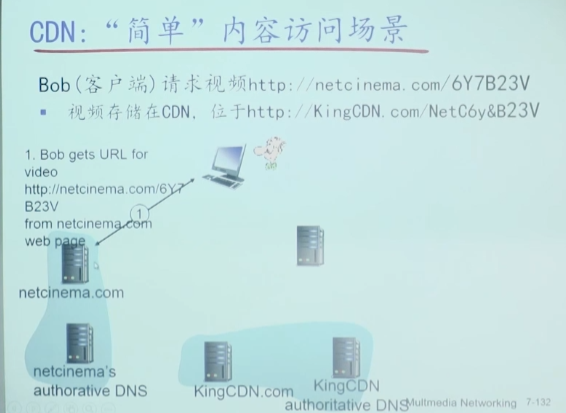 CDN: “简单”内容访问场景
Bob(客户端)请求视频http://netcinema.com/6Y7B23V
▪ 视频存储在CDN, 位于http://KingCDN.com/NetC6y&B23V
1. Bob gets URL for
video
http://netcinema.com/6Y7
B23V
from netcinema.com
web page
1
netcinema.com
netcinema's
authorative DNS
KingCDN.com
KingCDN
authoritative DNS
Multmedia Networking 7-132